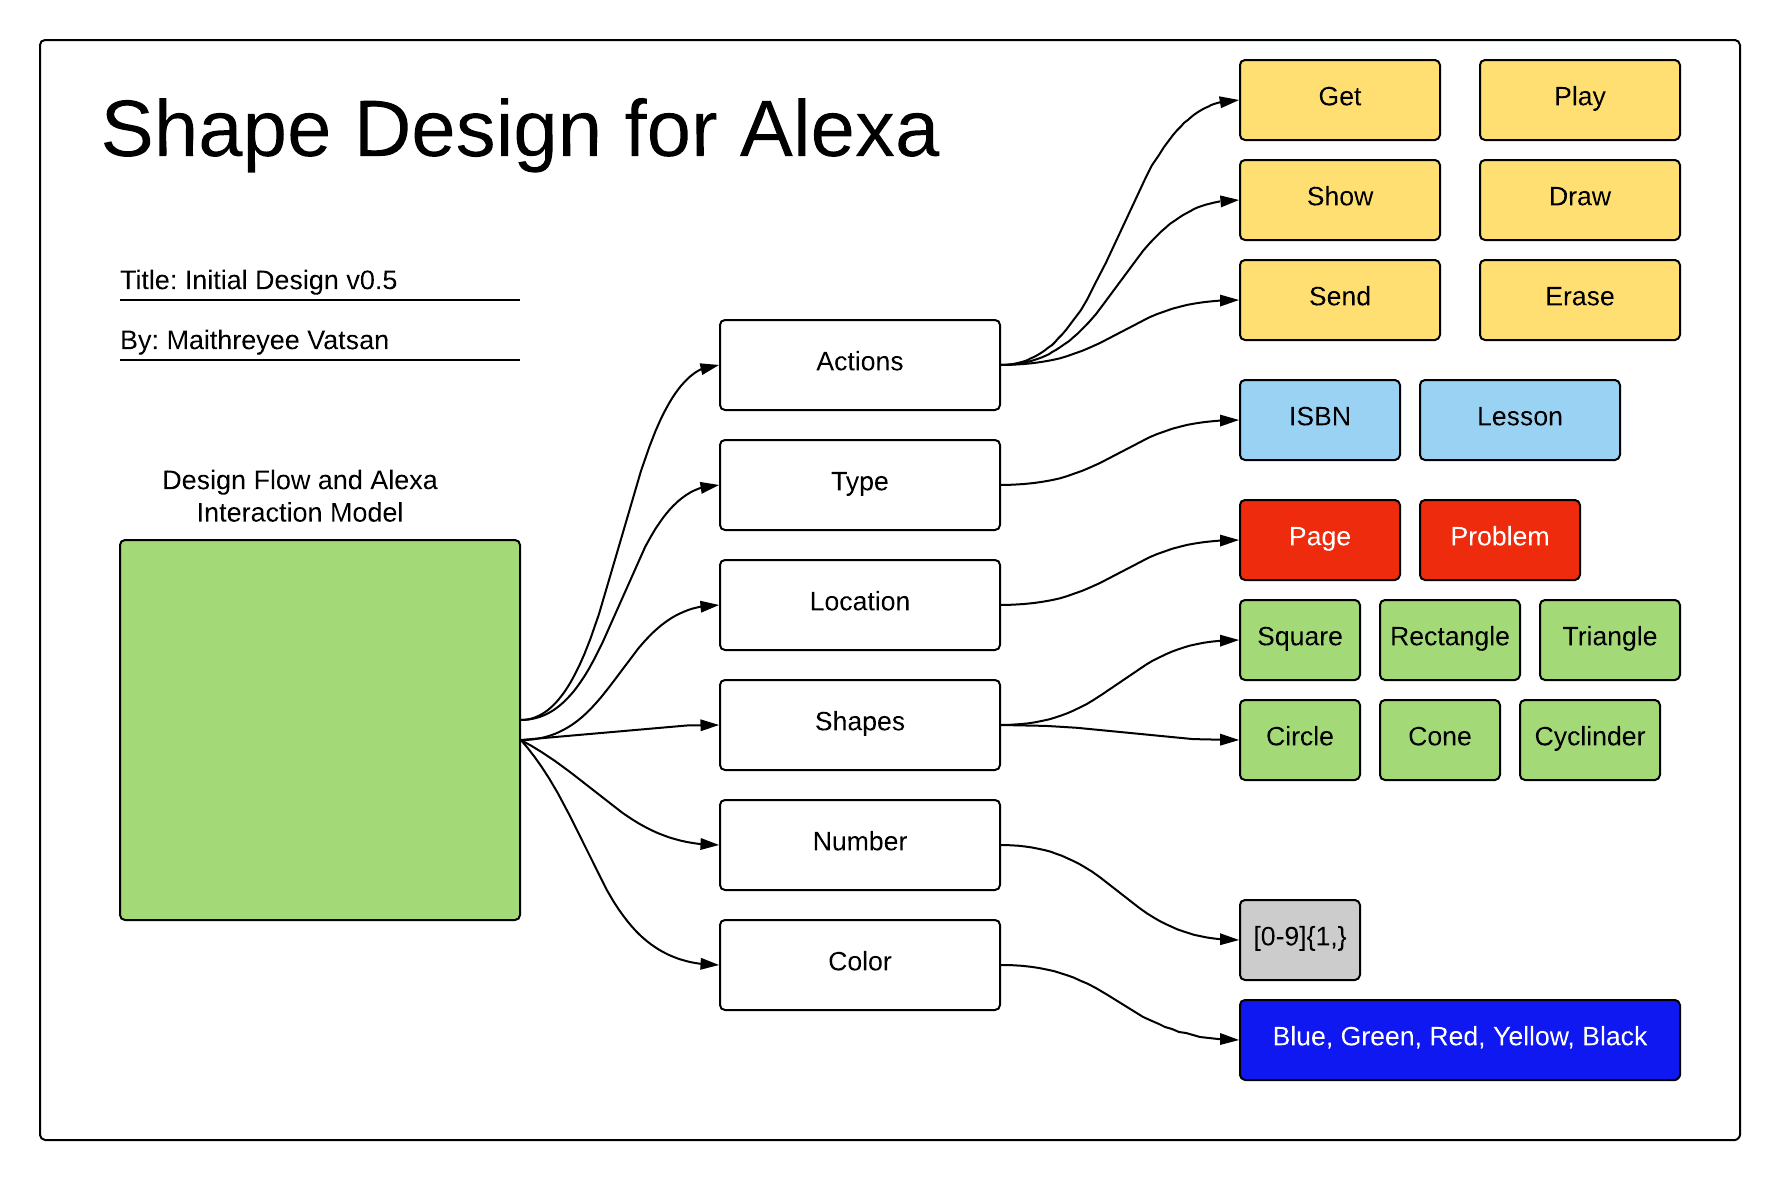 Shape Design for Alexa
Title: Initial Design v0.5
By: Maithreyee Vatsan
Design Flow and Alexa
Interaction Model
Actions
Type
Location
Shapes
Number
Color
Get
Play
Show
Draw
Send
Erase
ISBN
Lesson
Page
Problem
Square
Rectangle
Triangle
Circle
Cone
Cyclinder
[0-9]{1,}
Blue, Green, Red, Yellow, Black